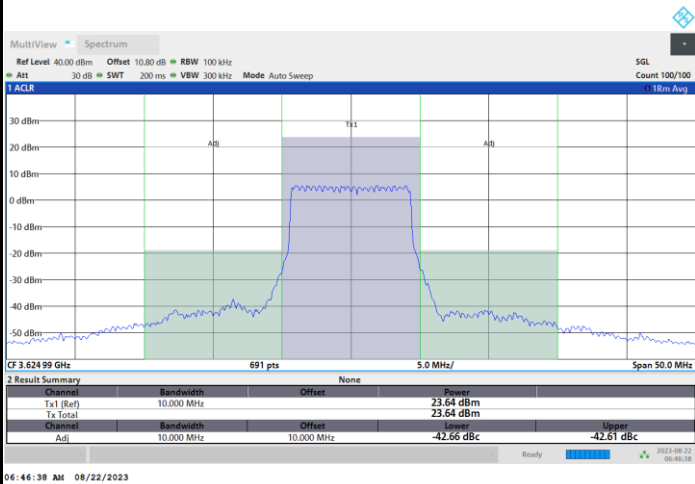 MultiView Spectrum
Ref Level 40.00 dBm Offset 10.80 dB RBW 100 kHz SGL
Att 30 dB SWT 200 ms VBW 300 kHz Mode Auto Sweep Count 100/100
1 ACLR 1Rm Avg
Tx1
30 dBm
Adj Adj
20 dBm
10 dBm
0 dBm
-10 dBm
-20 dBm
-30 dBm
-40 dBm
-50 dBm
CF 3.624 99 GHz 691 pts 5.0 MHz/ Span 50.0 MHz
2 Result Summary None
Channel Bandwidth Offset Power
Tx1 (Ref) 10.000 MHz 23.64 dBm
Tx Total 23.64 dBm
Channel Bandwidth Offset Lower Upper
Adj 10.000 MHz 10.000 MHz -42.66 dBc -42.61 dBc
Ready 2023-08-22
06:46:38
06:46:38 AM 08/22/2023